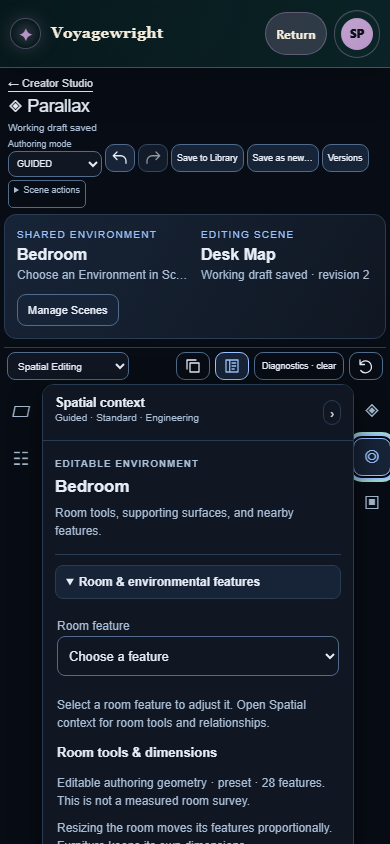 Voyagewright
Return
SP
← Creator Studio
Parallax
Working draft saved
Authoring mode
GUIDED
Save to Library
Save as new...
Versions
Scene actions
SHARED ENVIRONMENT
Bedroom
Choose an Environment in Sc...
EDITING SCENE
Desk Map
Working draft saved · revision 2
Manage Scenes
Spatial Editing
Diagnostics · clear
Spatial context
Guided · Standard · Engineering
EDITABLE ENVIRONMENT
Bedroom
Room tools, supporting surfaces, and nearby
features.
Room & environmental features
Room feature
Choose a feature
Select a room feature to adjust it. Open Spatial
context for room tools and relationships.
Room tools & dimensions
Editable authoring geometry · preset · 28 features.
This is not a measured room survey.
Resizing the room moves its features proportionally.
Furniture keeps its own dimensions.